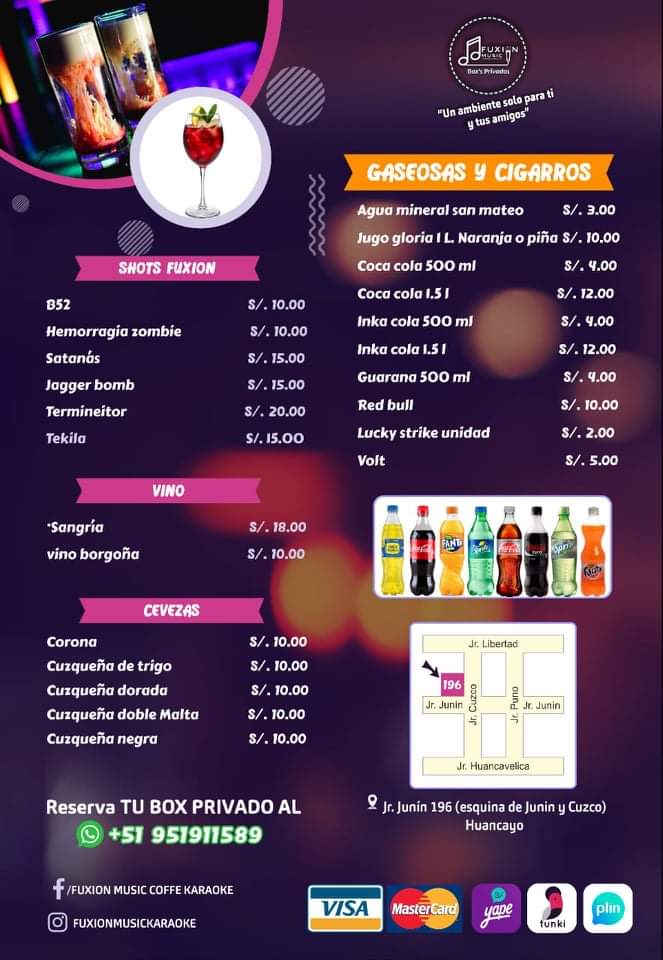 FUXION
MUSIC
Box's Privados
"Un ambiente solo para ti
y tus amigos"
SHOTS FUXION
B52 S/. 10.00
Hemorragia zombie S/. 10.00
Satanás S/. 15.00
Jagger bomb S/. 15.00
Termineitor S/. 20.00
Tekila S/. 15.00
VINO
*Sangría S/. 18.00
vino borgoña S/. 10.00
CEVEZAS
Corona S/. 10.00
Cuzqueña de trigo S/. 10.00
Cuzqueña dorada S/. 10.00
Cuzqueña doble Malta S/. 10.00
Cuzqueña negra S/. 10.00
Reserva TU BOX PRIVADO AL
+51 951911589
/FUXION MUSIC COFFE KARAOKE
FUXIONMUSICKARAOKE
GASEOSAS Y CIGARROS
Agua mineral san mateo S/. 3.00
Jugo gloria 1 L. Naranja o piña S/. 10.00
Coca cola 500 ml S/. 4.00
Coca cola 1.5 l S/. 12.00
Inka cola 500 ml S/. 4.00
Inka cola 1.5 l S/. 12.00
Guarana 500 ml S/. 4.00
Red bull S/. 10.00
Lucky strike unidad S/. 2.00
Volt S/. 5.00
Jr. Libertad
196
Jr. Junin
Jr. Cuzco
Jr. Puno
Jr. Junin
Jr. Huancavelica
Jr. Junín 196 (esquina de Junin y Cuzco)
Huancayo
VISA
MasterCard
yape
tunki
plin